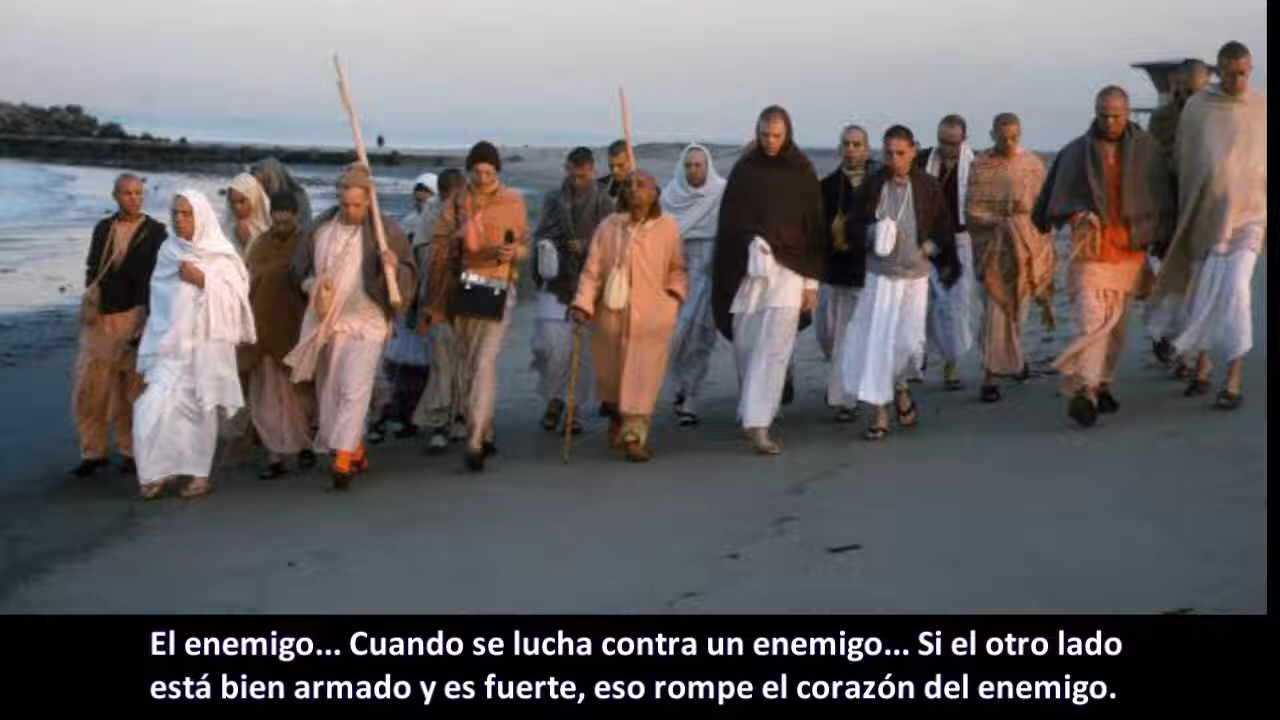 El enemigo... Cuando se lucha contra un enemigo... Si el otro lado
está bien armado y es fuerte, eso rompe el corazón del enemigo.